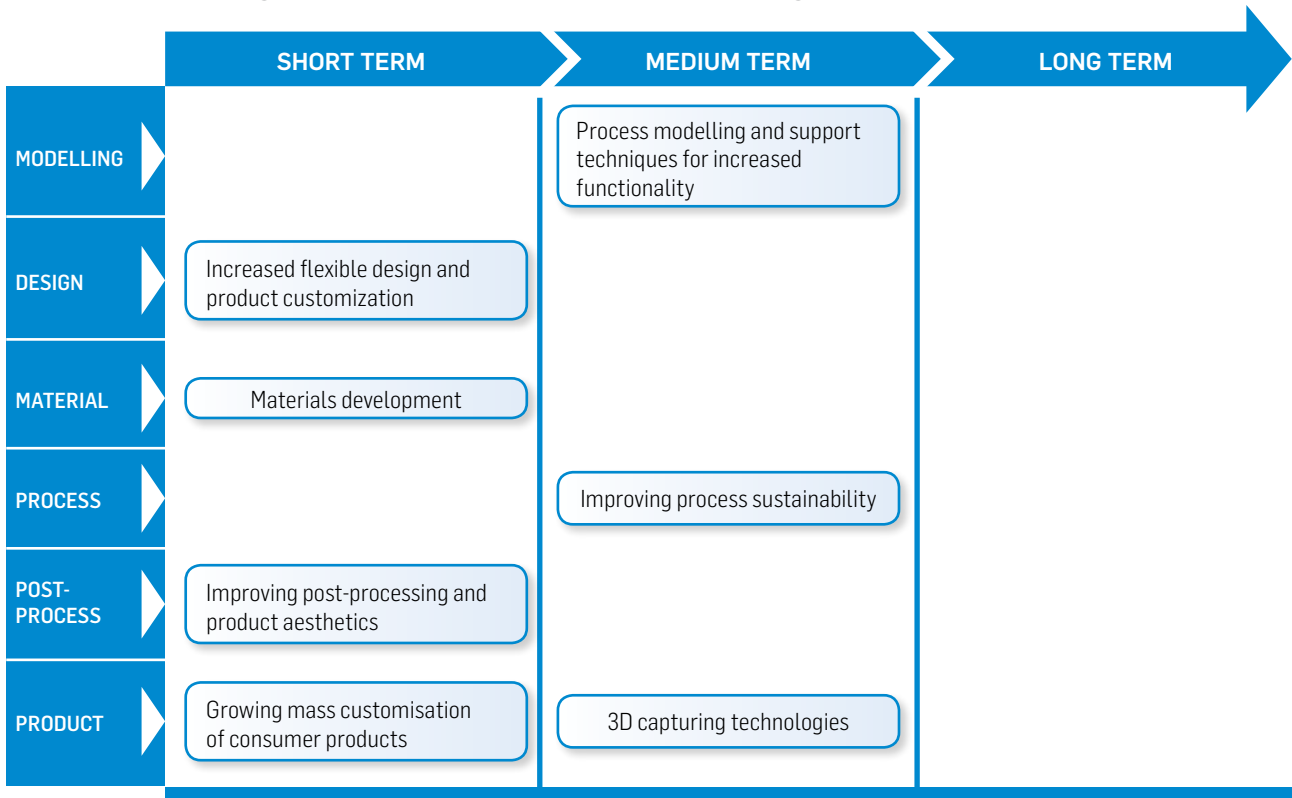 SHORT TERM
MEDIUM TERM
LONG TERM
MODELLING
Process modelling and support
techniques for increased
functionality
DESIGN
Increased flexible design and
product customization
MATERIAL
Materials development
PROCESS
Improving process sustainability
POST-
PROCESS
Improving post-processing and
product aesthetics
PRODUCT
Growing mass customisation
of consumer products
3D capturing technologies